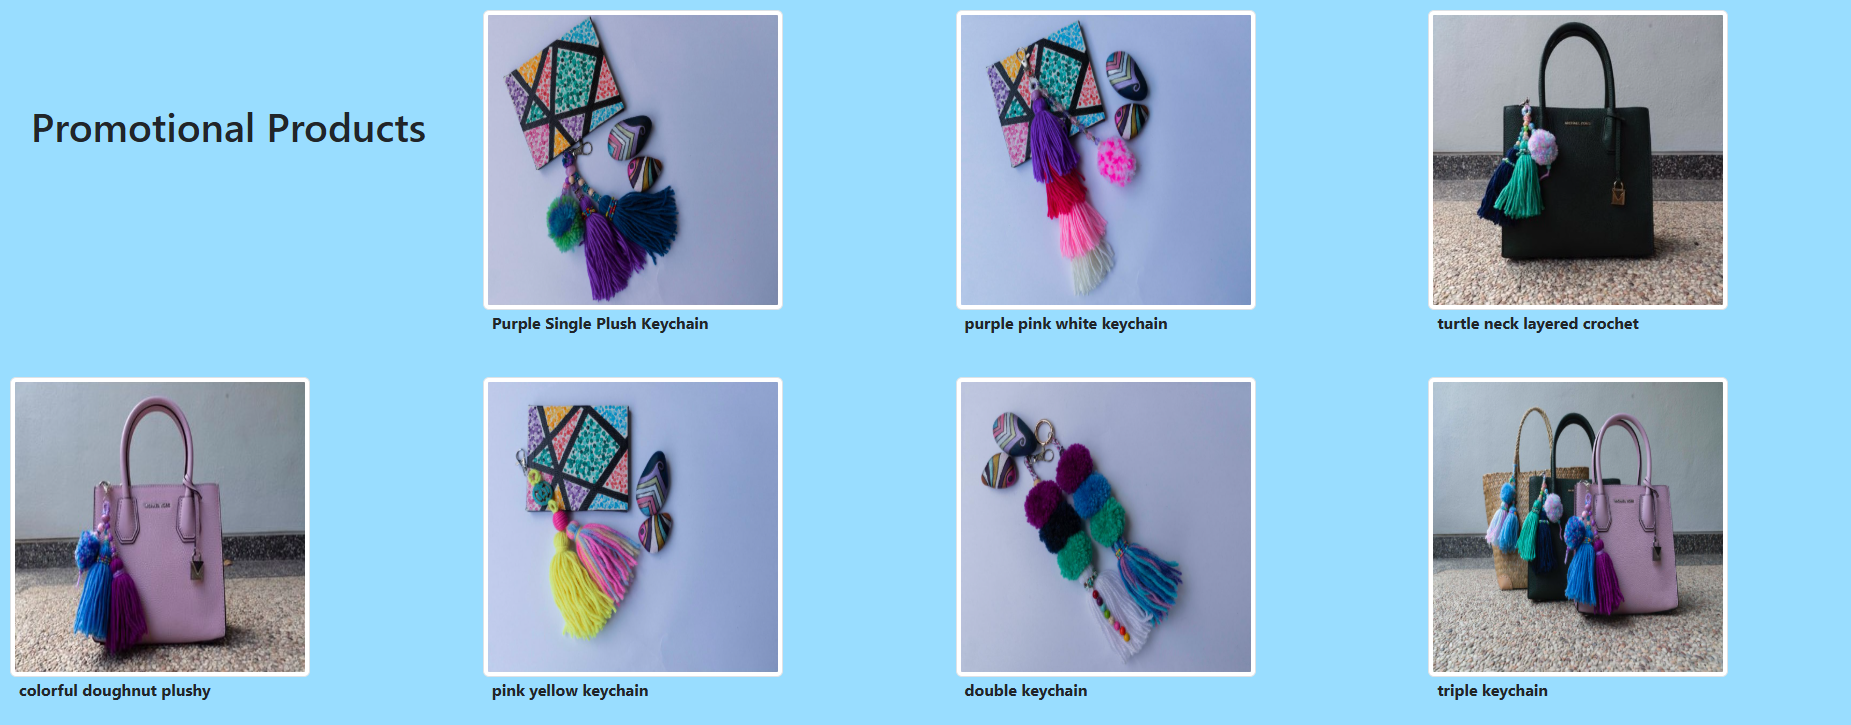 Promotional Products
Purple Single Plush Keychain
purple pink white keychain
turtle neck layered crochet
colorful doughnut plushy
pink yellow keychain
double keychain
triple keychain